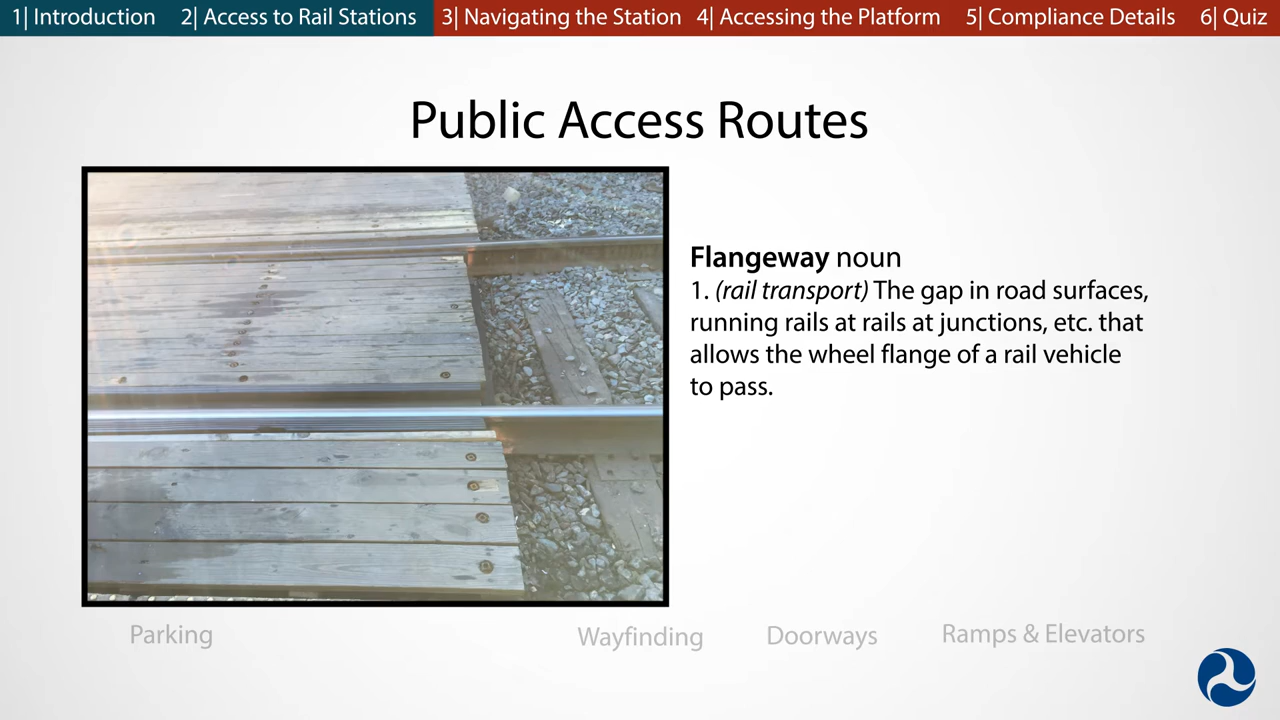 1| Introduction 2| Access to Rail Stations 3| Navigating the Station 4| Accessing the Platform 5| Compliance Details 6| Quiz
Public Access Routes
Flangeway noun
1. (rail transport) The gap in road surfaces,
running rails at rails at junctions, etc. that
allows the wheel flange of a rail vehicle
to pass.
Parking Wayfinding Doorways Ramps & Elevators